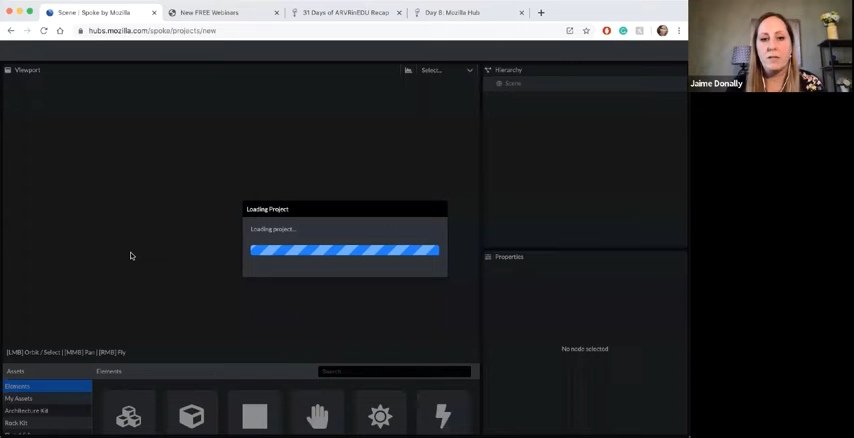 Scene | Spoke by Mozilla
New FREE Webinars
31 Days of ARVRinEDU Recap
Day 8: Mozilla Hub
hubs.mozilla.com/spoke/projects/new
Viewport
Select...
Hierarchy
Scene
Jaime Donally
Loading Project
Loading project...
Properties
No node selected
[LMB] Orbit / Select | [MMB] Pan | [RMB] Fly
Assets
Elements
Search...
Elements
My Assets
Architecture Kit
Rock Kit